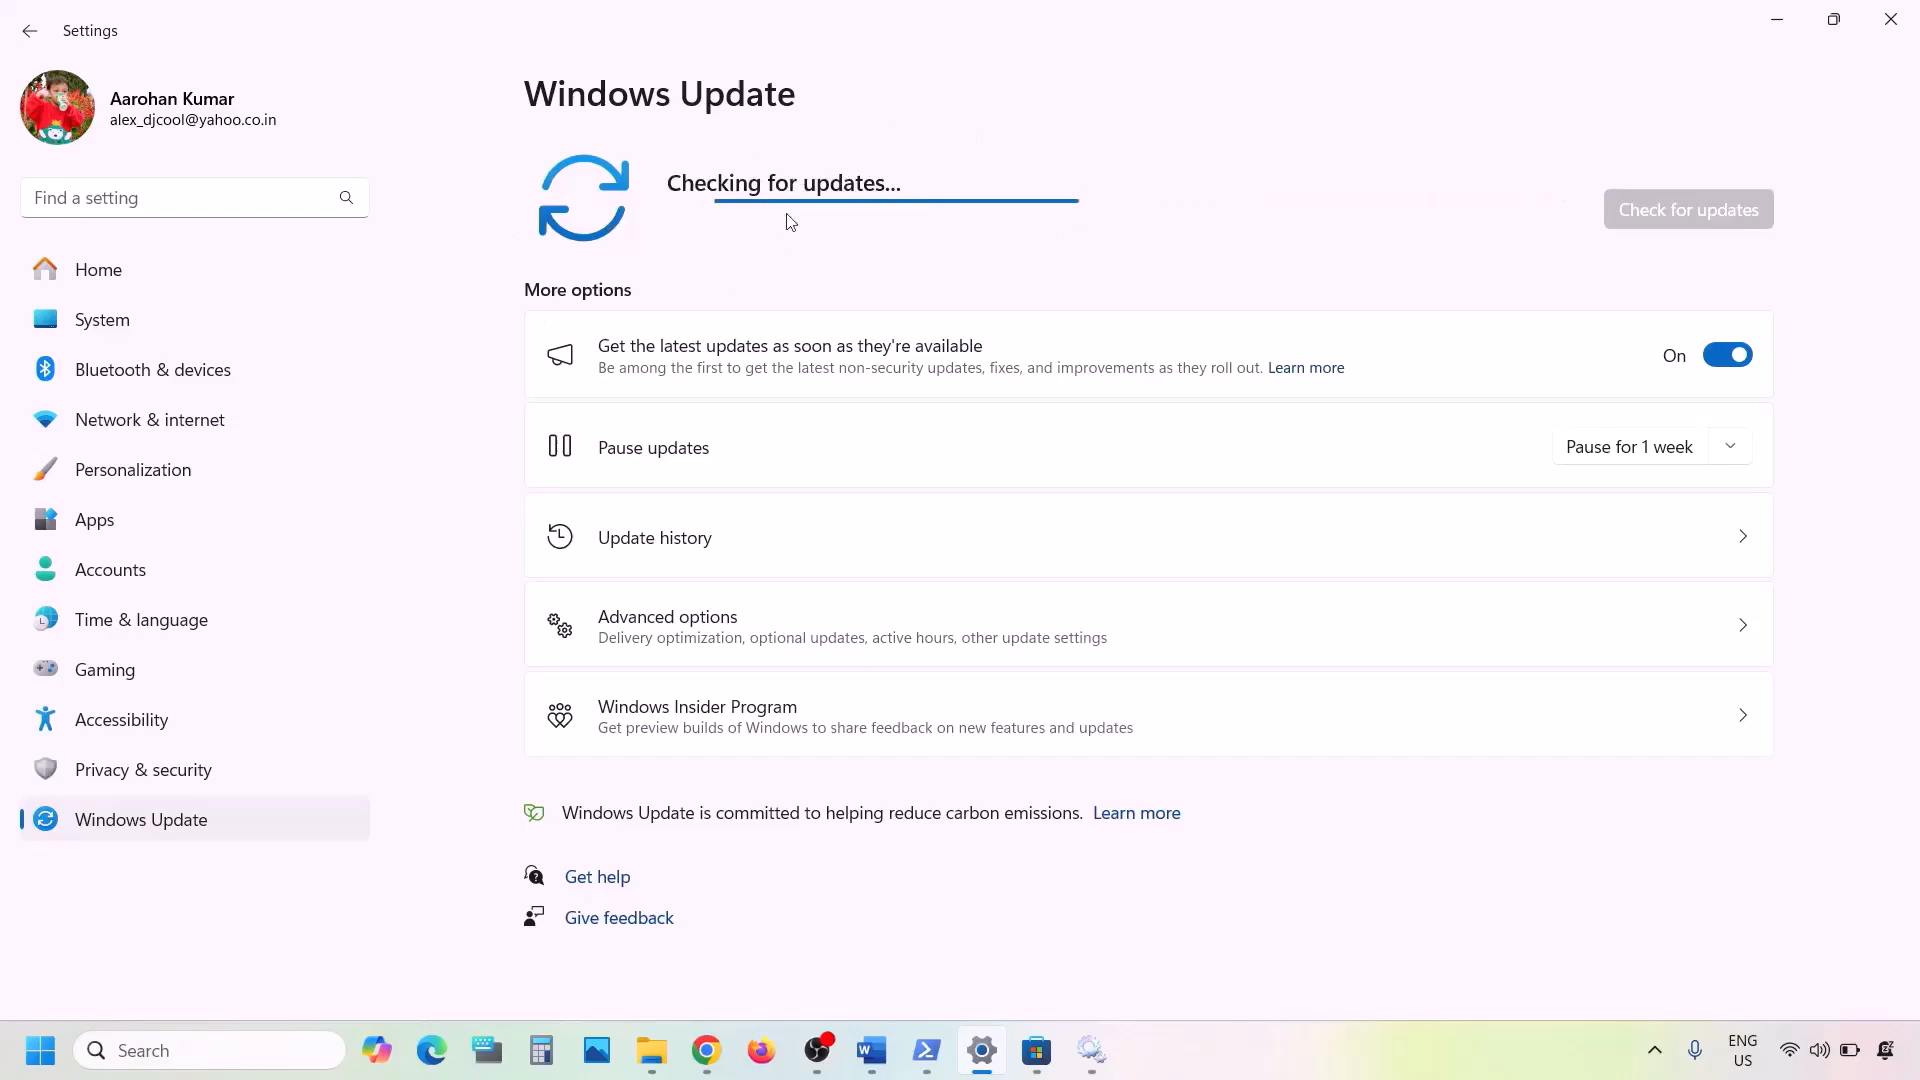 Settings
Aarohan Kumar
alex_djcool@yahoo.co.in
Find a setting
Home
System
Bluetooth & devices
Network & internet
Personalization
Apps
Accounts
Time & language
Gaming
Accessibility
Privacy & security
Windows Update
Windows Update
Checking for updates...
Check for updates
More options
Get the latest updates as soon as they're available
Be among the first to get the latest non-security updates, fixes, and improvements as they roll out. Learn more
On
Pause updates
Pause for 1 week
Update history
Advanced options
Delivery optimization, optional updates, active hours, other update settings
Windows Insider Program
Get preview builds of Windows to share feedback on new features and updates
Windows Update is committed to helping reduce carbon emissions. Learn more
Get help
Give feedback
Search
ENG
US